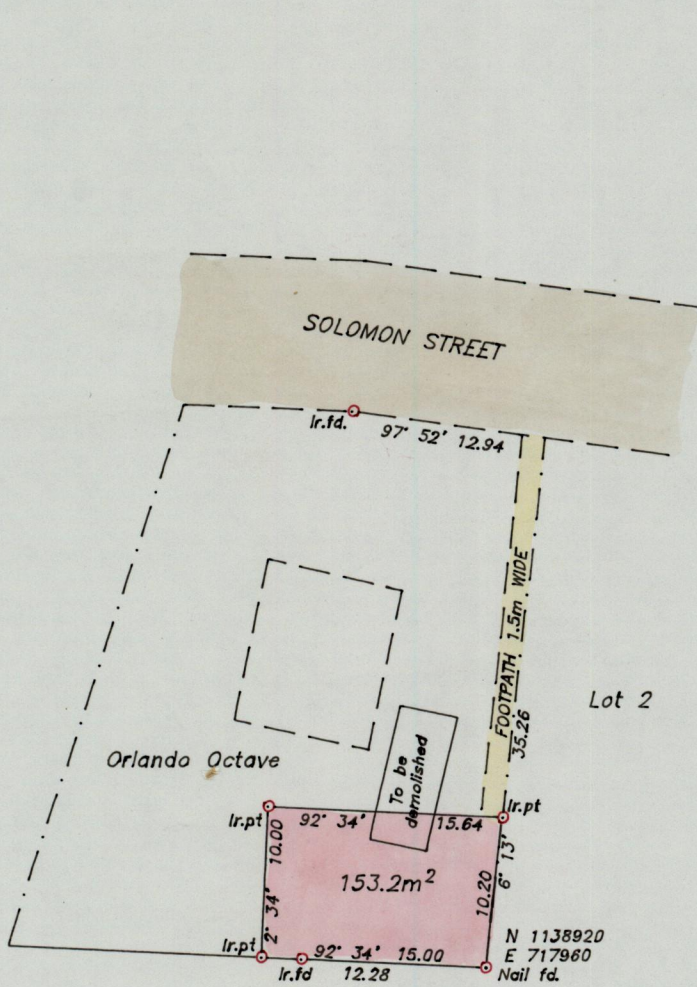 SOLOMON STREET
Ir.fd.
97° 52' 12.94
FOOTPATH 1.5m WIDE
35.26
Lot 2
Orlando Octave
To be
demolished
Ir.pt
92° 34' 15.64
Ir.pt
10.00
2° 34'
153.2m²
10.20
6° 13'
Ir.pt
92° 34' 15.00
Ir.fd
12.28
N 1138920
E 717960
Nail fd.